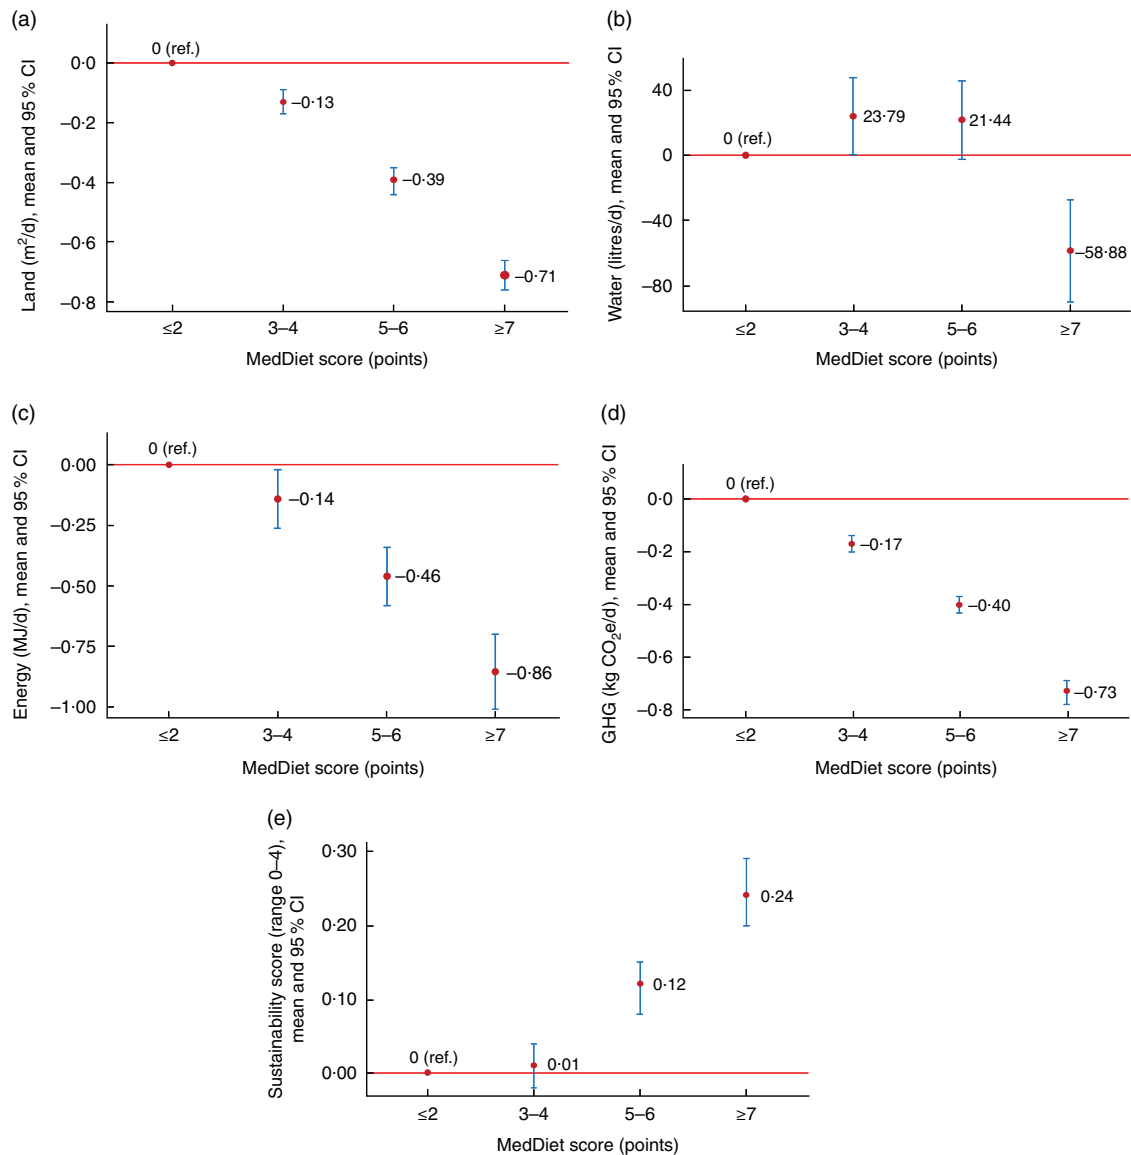 (a)
Land (m²/d), mean and 95 % CI
0·0
–0·2
–0·4
–0·6
–0·8
0 (ref.)
–0·13
–0·39
–0·71
≤2
3–4
5–6
≥7
MedDiet score (points)
(b)
Water (litres/d), mean and 95 % CI
40
0
–40
–80
0 (ref.)
23·79
21·44
–58·88
≤2
3–4
5–6
≥7
MedDiet score (points)
(c)
Energy (MJ/d), mean and 95 % CI
0·00
–0·25
–0·50
–0·75
–1·00
0 (ref.)
–0·14
–0·46
–0·86
≤2
3–4
5–6
≥7
MedDiet score (points)
(d)
GHG (kg CO₂e/d), mean and 95 % CI
0·0
–0·2
–0·4
–0·6
–0·8
0 (ref.)
–0·17
–0·40
–0·73
≤2
3–4
5–6
≥7
MedDiet score (points)
(e)
Sustainability score (range 0–4),
mean and 95 % CI
0·30
0·20
0·10
0·00
0 (ref.)
0·01
0·12
0·24
≤2
3–4
5–6
≥7
MedDiet score (points)